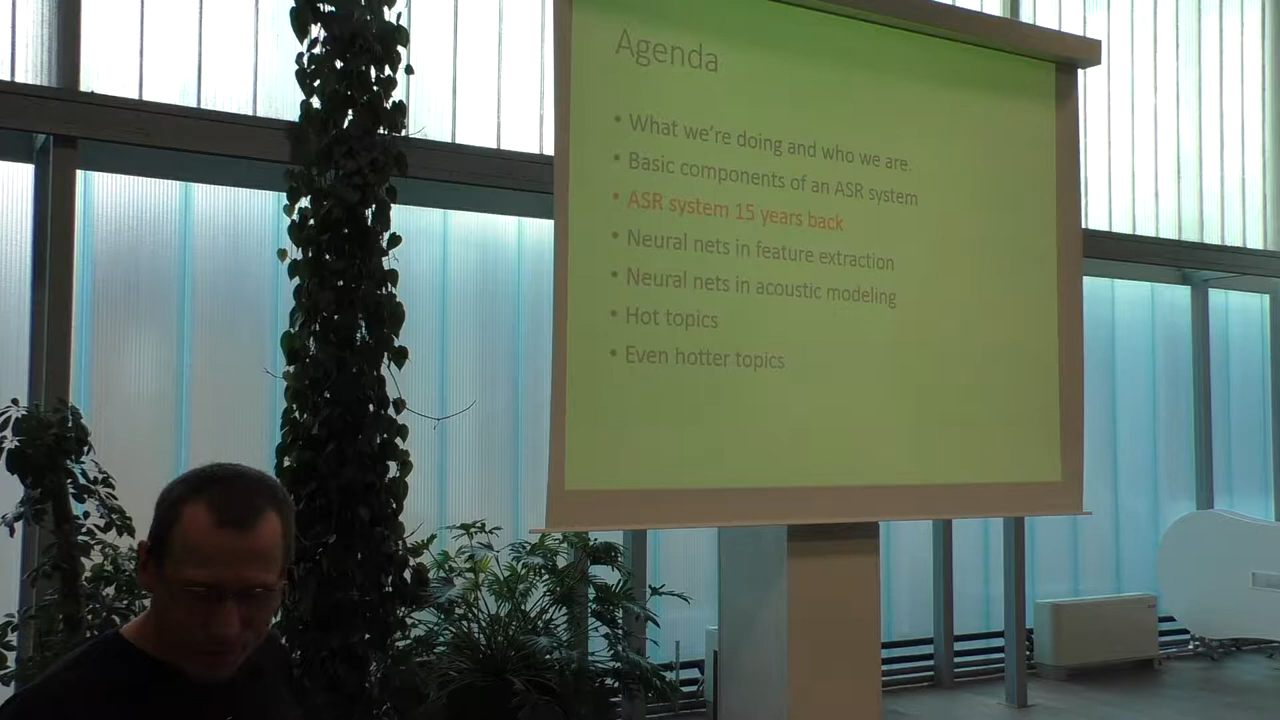 Agenda
• What we're doing and who we are.
• Basic components of an ASR system
• ASR system 15 years back
• Neural nets in feature extraction
• Neural nets in acoustic modeling
• Hot topics
• Even hotter topics